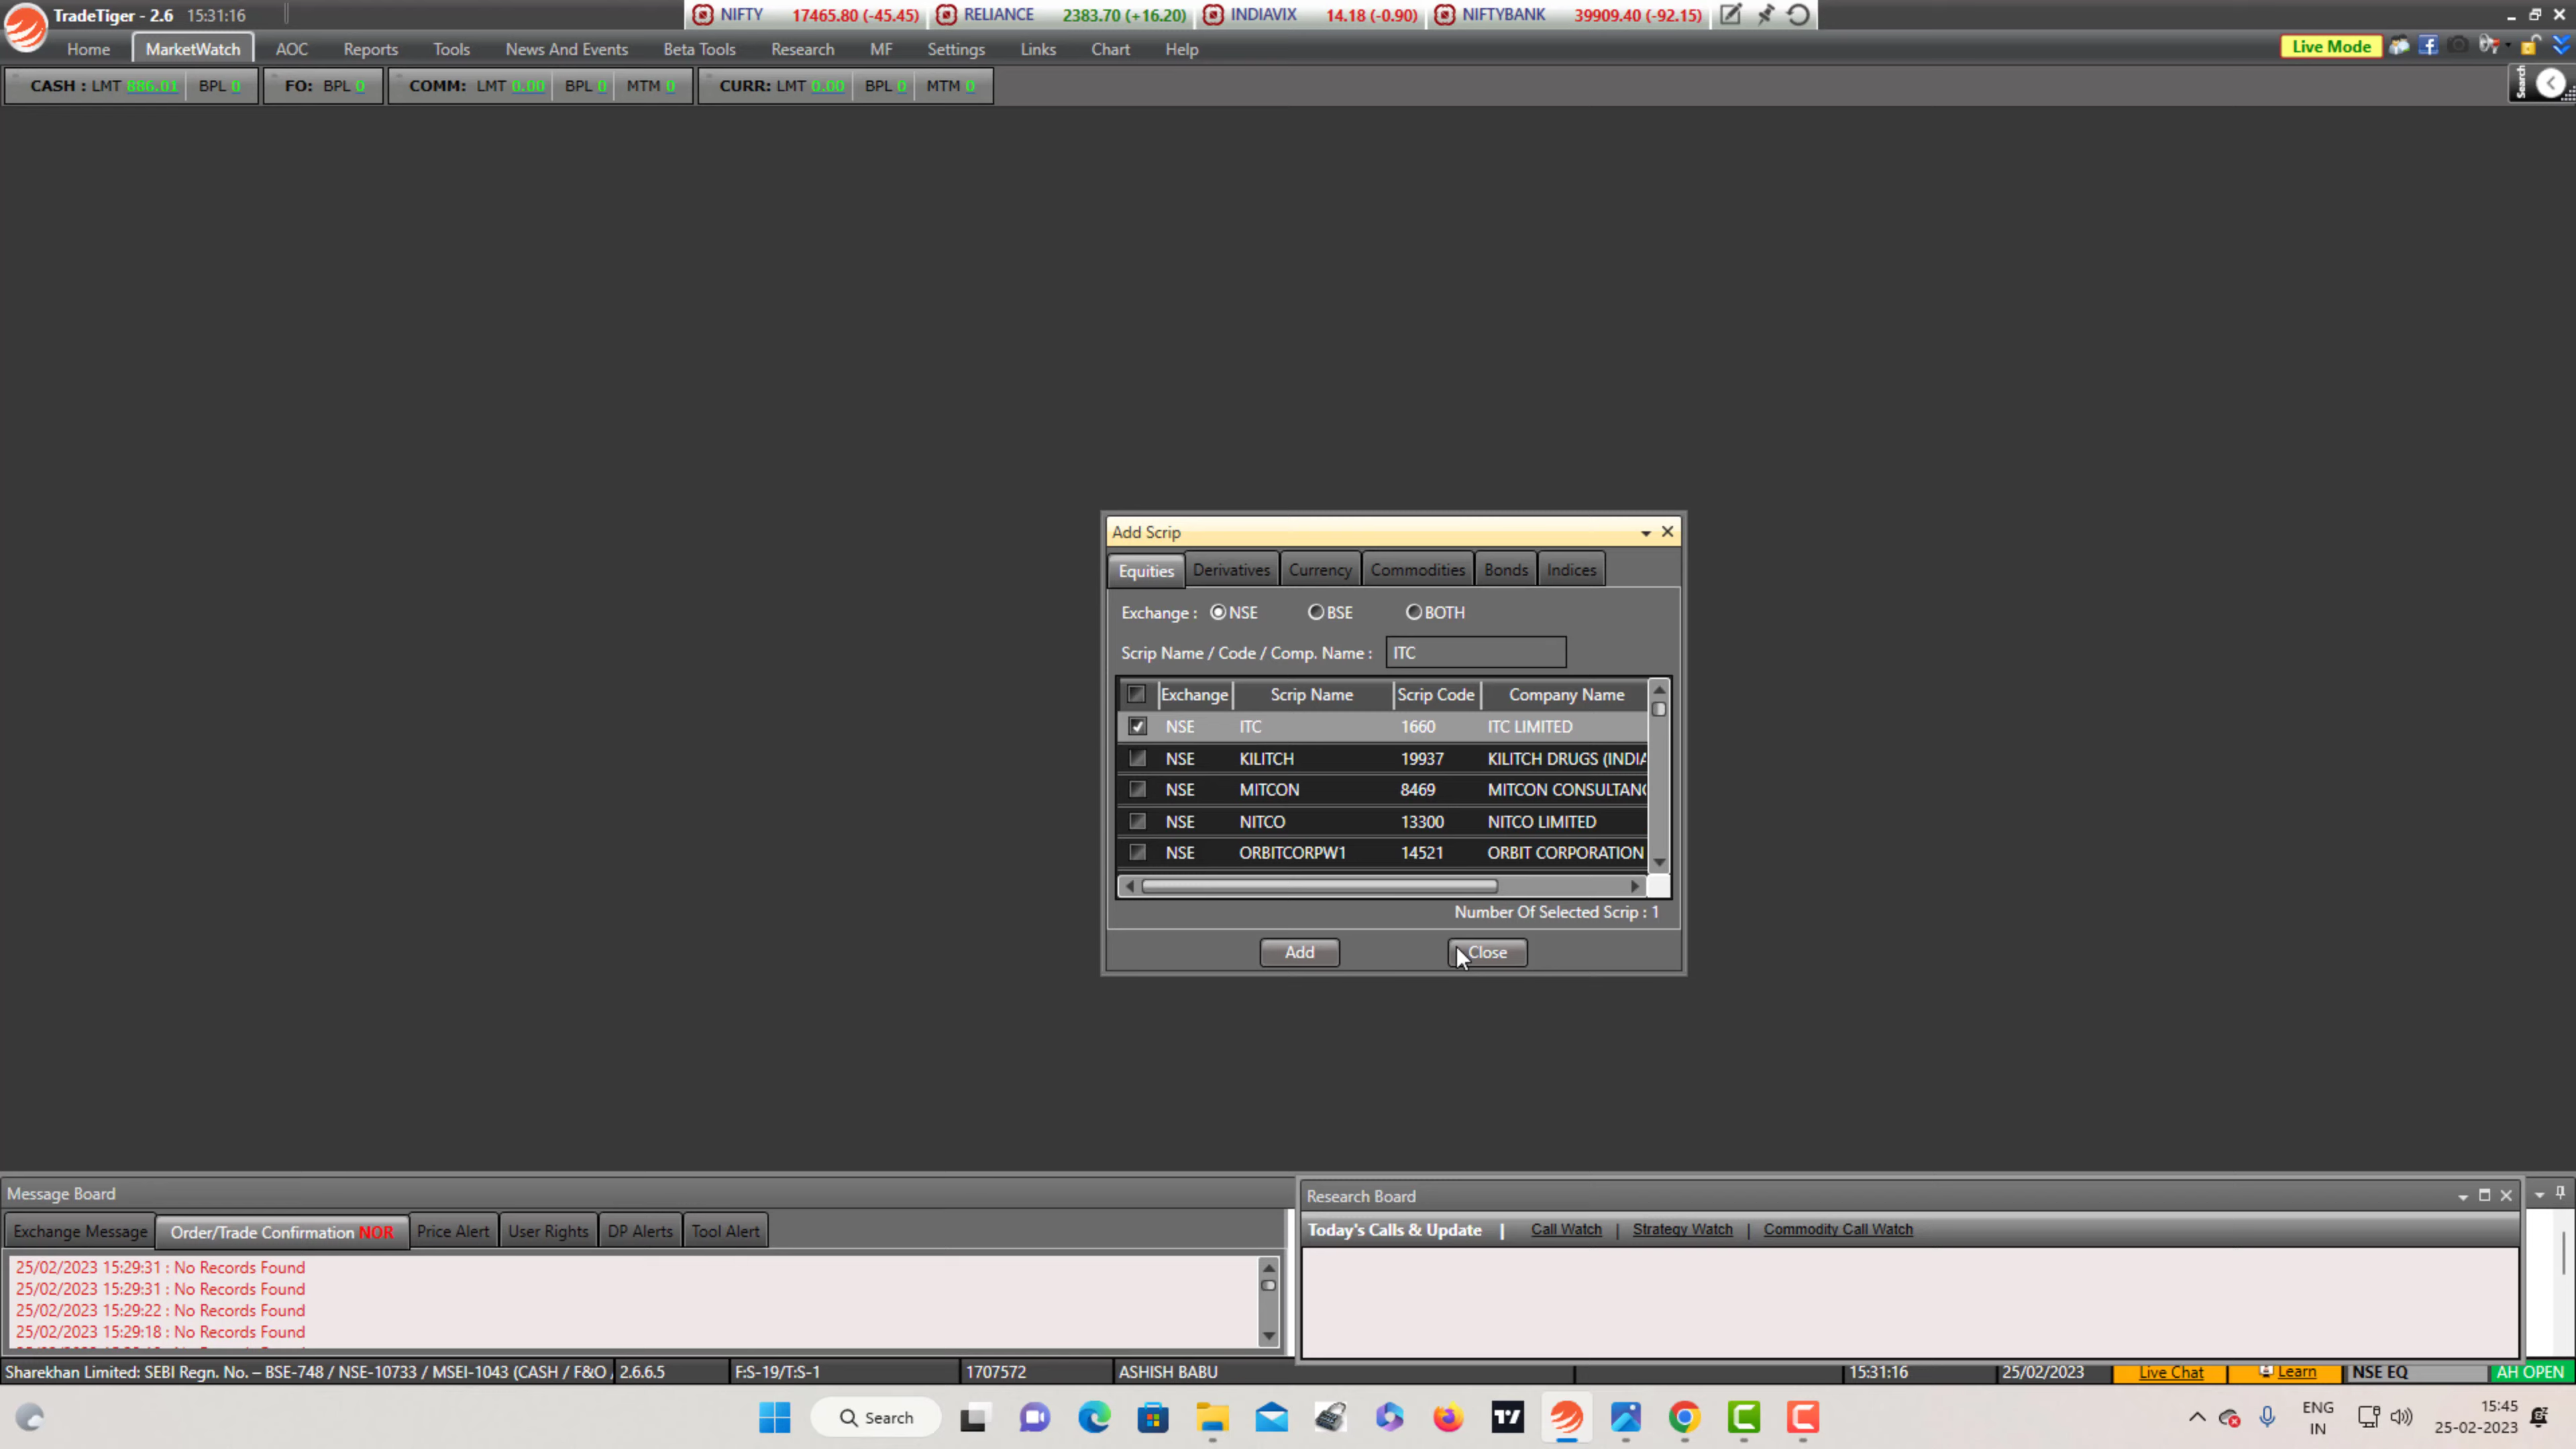 TradeTiger - 2.6 15:31:16 NIFTY 17465.80 (-45.45) RELIANCE 2383.70 (+16.20) INDIAVIX 14.18 (-0.90) NIFTYBANK 39909.40 (-92.15)
Home MarketWatch AOC Reports Tools News And Events Beta Tools Research MF Settings Links Chart Help Live Mode
CASH : LMT 886.01 BPL 0 FO: BPL 0 COMM: LMT 0.00 BPL 0 MTM 0 CURR: LMT 0.00 BPL 0 MTM 0 Search
Add Scrip
Equities Derivatives Currency Commodities Bonds Indices
Exchange : NSE BSE BOTH
Scrip Name / Code / Comp. Name : ITC
Exchange Scrip Name Scrip Code Company Name
NSE ITC 1660 ITC LIMITED
NSE KILITCH 19937 KILITCH DRUGS (INDIA
NSE MITCON 8469 MITCON CONSULTANC
NSE NITCO 13300 NITCO LIMITED
NSE ORBITCORPW1 14521 ORBIT CORPORATION
Number Of Selected Scrip : 1
Add Close
Message Board
Exchange Message Order/Trade Confirmation NOR Price Alert User Rights DP Alerts Tool Alert
25/02/2023 15:29:31 : No Records Found
25/02/2023 15:29:31 : No Records Found
25/02/2023 15:29:22 : No Records Found
25/02/2023 15:29:18 : No Records Found
Research Board
Today's Calls & Update | Call Watch | Strategy Watch | Commodity Call Watch
Sharekhan Limited: SEBI Regn. No. – BSE-748 / NSE-10733 / MSEI-1043 (CASH / F&O 2.6.6.5 F:S-19/T:S-1 1707572 ASHISH BABU 15:31:16 25/02/2023 Live Chat Learn NSE EQ AH OPEN
Search ENG IN 15:45 25-02-2023